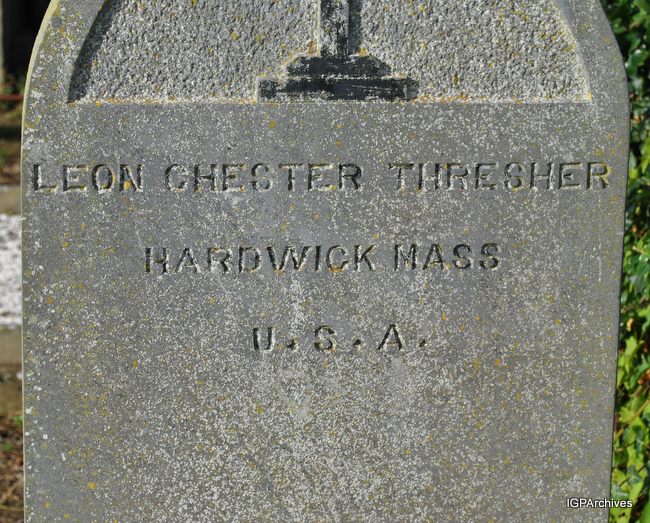 LEON CHESTER THRESHER
HARDWICK MASS
U.S.A.
IGPArchives